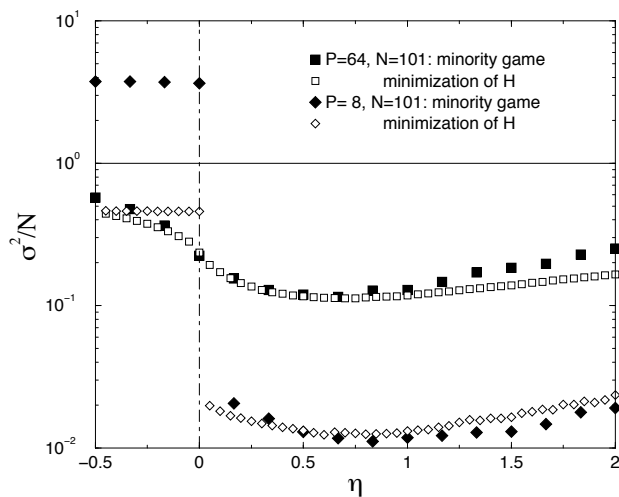 10¹
10⁰
10⁻¹
10⁻²
σ²/N
P=64, N=101: minority game
minimization of H
P= 8, N=101: minority game
minimization of H
−0.5 0 0.5 1 1.5 2
η